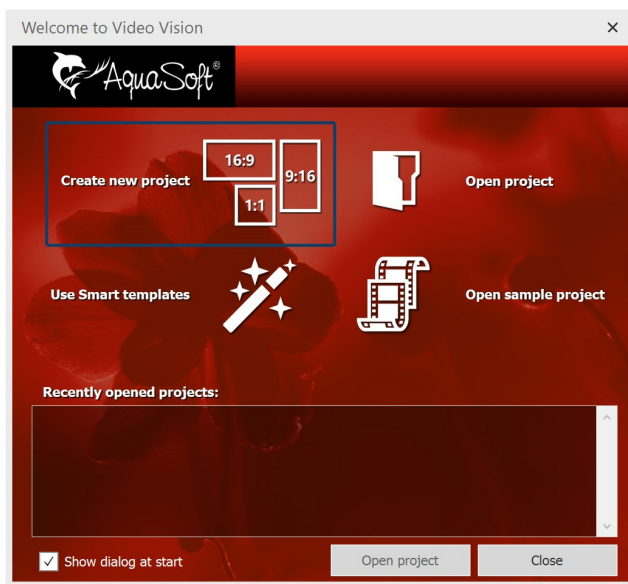 Welcome to Video Vision
AquaSoft®
Create new project
16:9
9:16
1:1
Open project
Use Smart templates
Open sample project
Recently opened projects:
Show dialog at start
Open project
Close